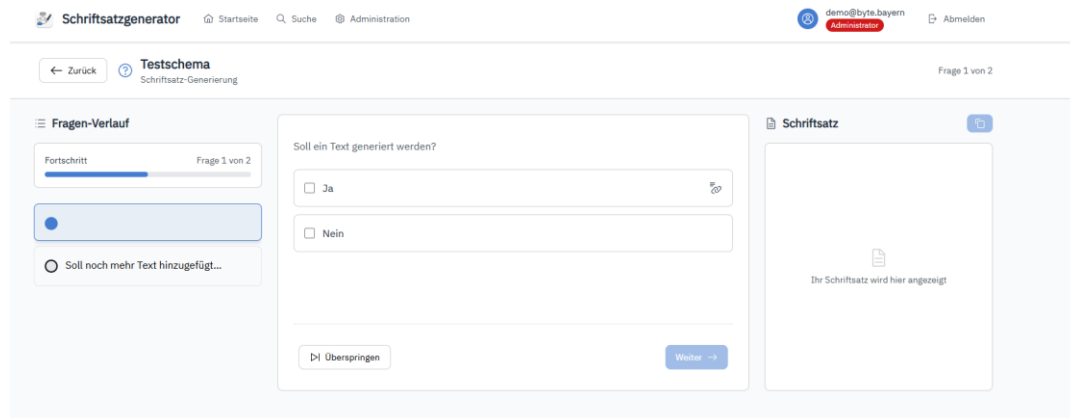 Schriftsatzgenerator Startseite Suche Administration demo@byte.bayern Administrator Abmelden
Zurück Testschema Frage 1 von 2
Schriftsatz-Generierung
Fragen-Verlauf
Fortschritt Frage 1 von 2
Soll noch mehr Text hinzugefügt...
Soll ein Text generiert werden?
Ja
Nein
Überspringen Weiter
Schriftsatz
Ihr Schriftsatz wird hier angezeigt